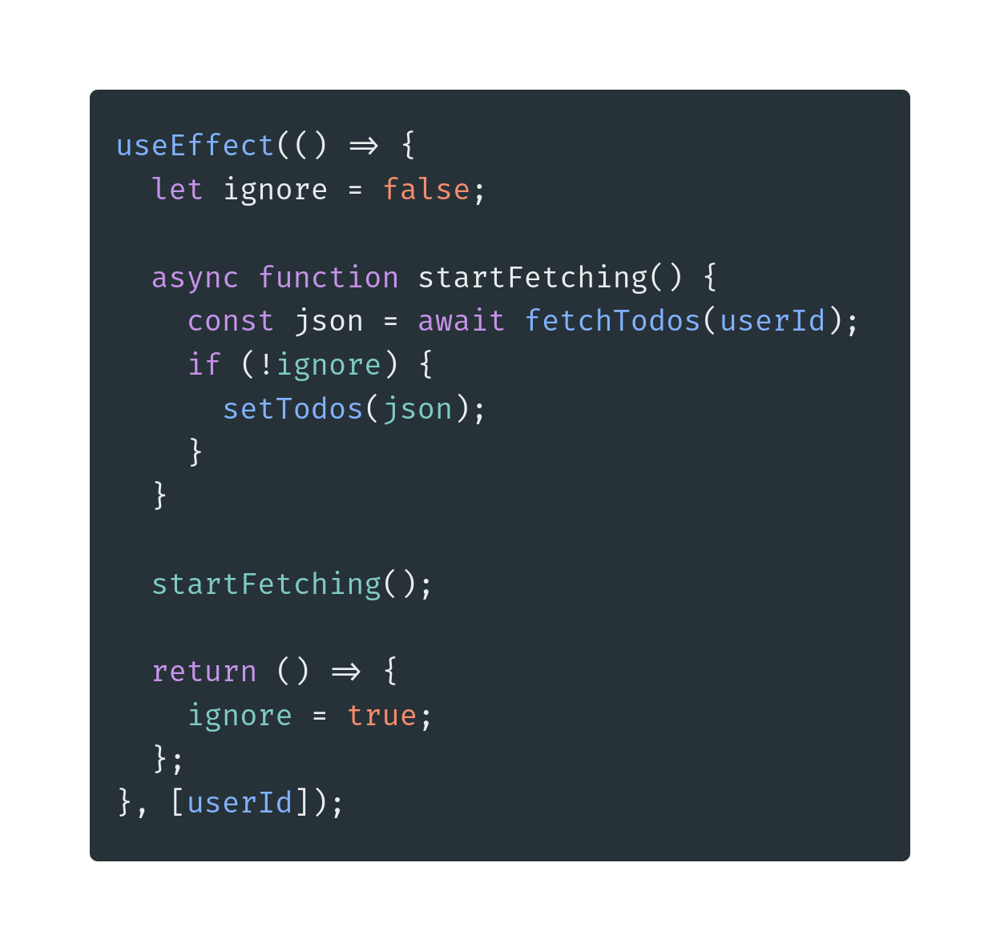 useEffect(() => {
  let ignore = false;

  async function startFetching() {
    const json = await fetchTodos(userId);
    if (!ignore) {
      setTodos(json);
    }
  }

  startFetching();

  return () => {
    ignore = true;
  };
}, [userId]);